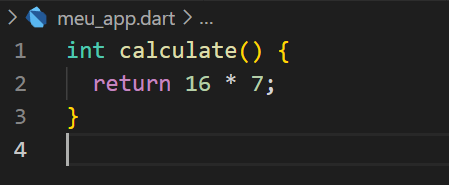 > meu_app.dart > ...
1 int calculate() {
2   return 16 * 7;
3 }
4